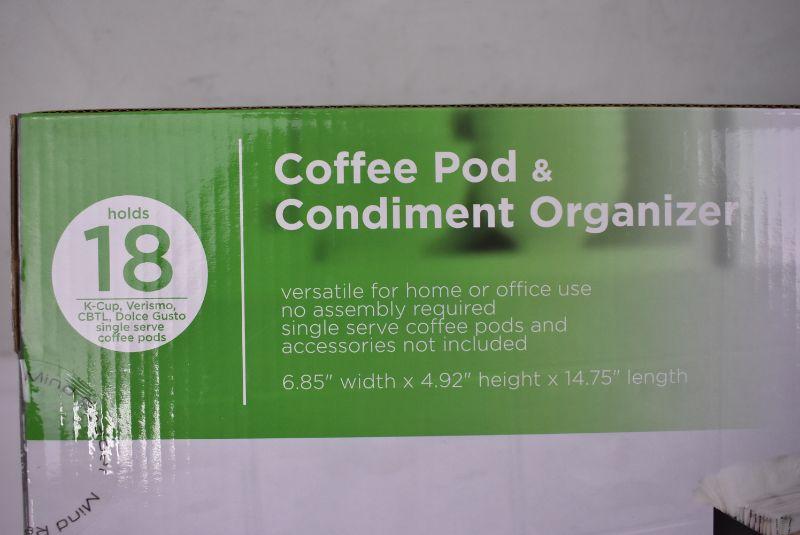 Coffee Pod &
Condiment Organizer
holds
18
K-Cup, Verismo,
CBTL, Dolce Gusto
single serve
coffee pods
versatile for home or office use
no assembly required
single serve coffee pods and
accessories not included
6.85" width x 4.92" height x 14.75" length
Mind